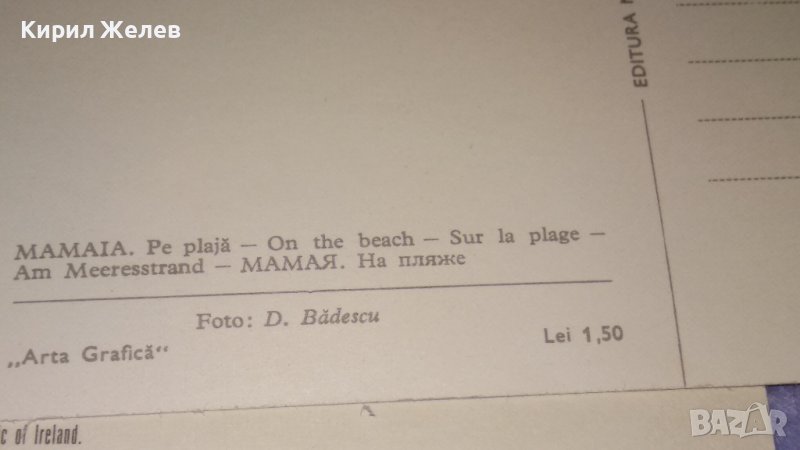 Кирил Желев
EDITURA
MAMAIA. Pe plajă — On the beach — Sur la plage —
Am Meeresstrand — МАМАЯ. На пляже
Foto: D. Bădescu
„Arta Grafică“
Lei 1,50
of Ireland.
BAZAR